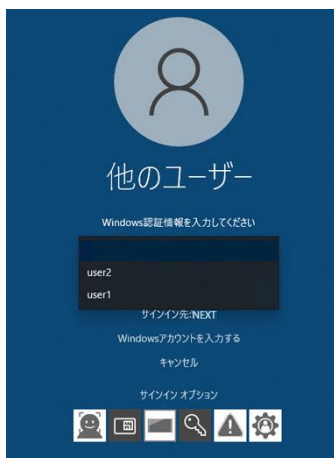 他のユーザー
Windows認証情報を入力してください
user2
user1
サインイン先:NEXT
Windowsアカウントを入力する
キャンセル
サインイン オプション